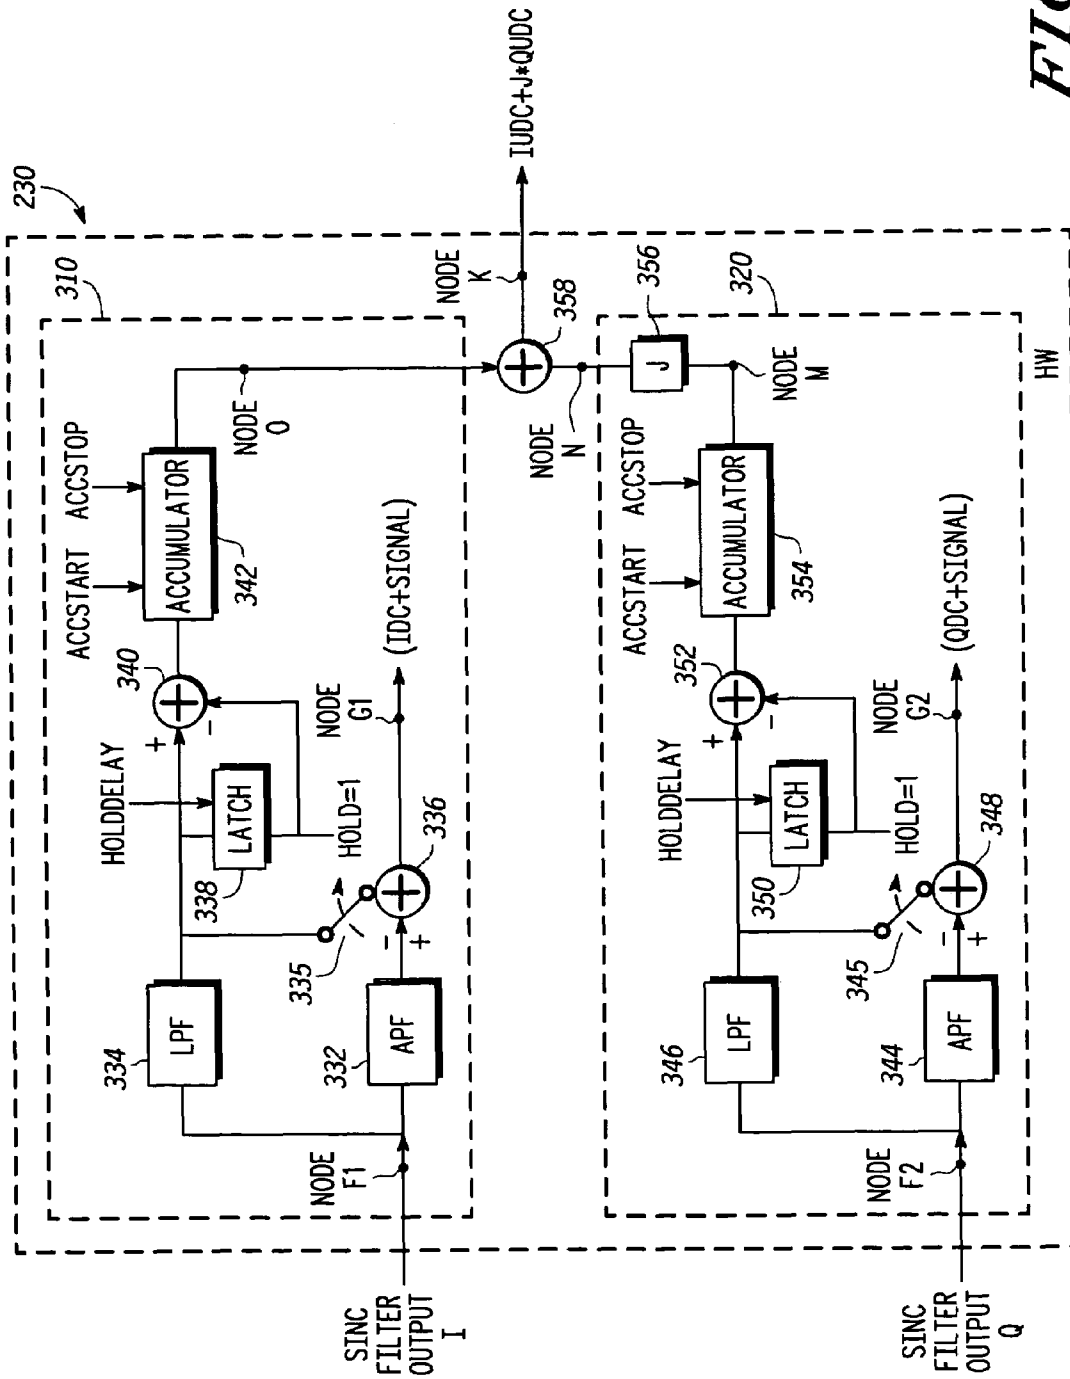 FIG
230
310
NODE
O
ACCSTART
ACCSTOP
ACCUMULATOR
342
340
+
-
HOLDDELAY
LATCH
338
HOLD=1
334
LPF
335
-
+
336
NODE
G1
(IDC+SIGNAL)
332
APF
NODE
F1
SINC
FILTER
OUTPUT
I
NODE
K
IUDC+J*QUDC
358
NODE
N
356
J
NODE
M
320
ACCSTART
ACCSTOP
ACCUMULATOR
354
352
+
-
HOLDDELAY
LATCH
350
HOLD=1
346
LPF
345
-
+
348
NODE
G2
(QDC+SIGNAL)
344
APF
NODE
F2
SINC
FILTER
OUTPUT
Q
HW